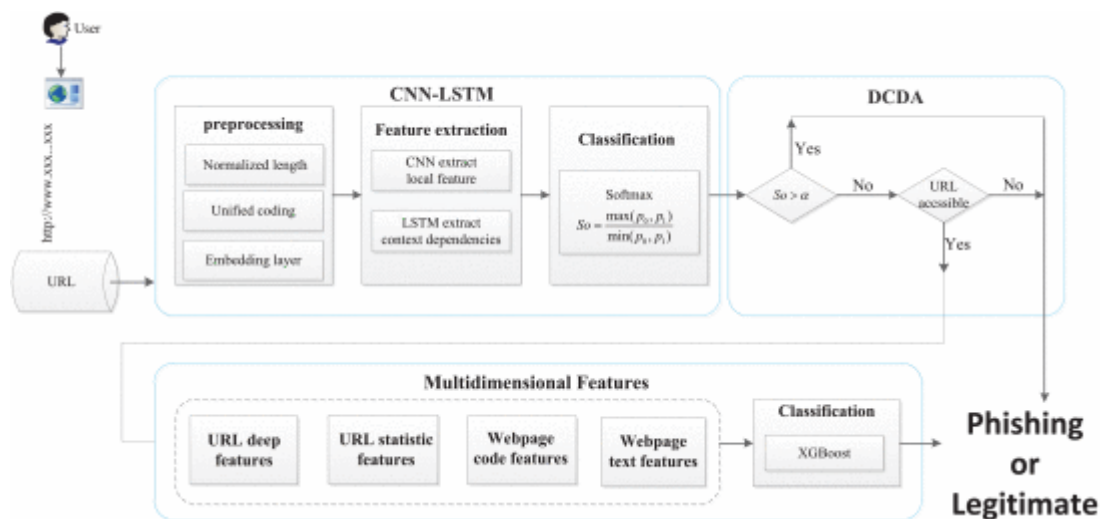 User
http://www.xxx...xxx
URL
CNN-LSTM
preprocessing
Normalized length
Unified coding
Embedding layer
Feature extraction
CNN extract
local feature
LSTM extract
context dependencies
Classification
Softmax
So = max(p₀, p₁) / min(p₀, p₁)
DCDA
So > α
Yes
No
URL
acessible
No
Yes
Multidimensional Features
URL deep
features
URL statistic
features
Webpage
code features
Webpage
text features
Classification
XGBoost
Phishing
or
Legitimate